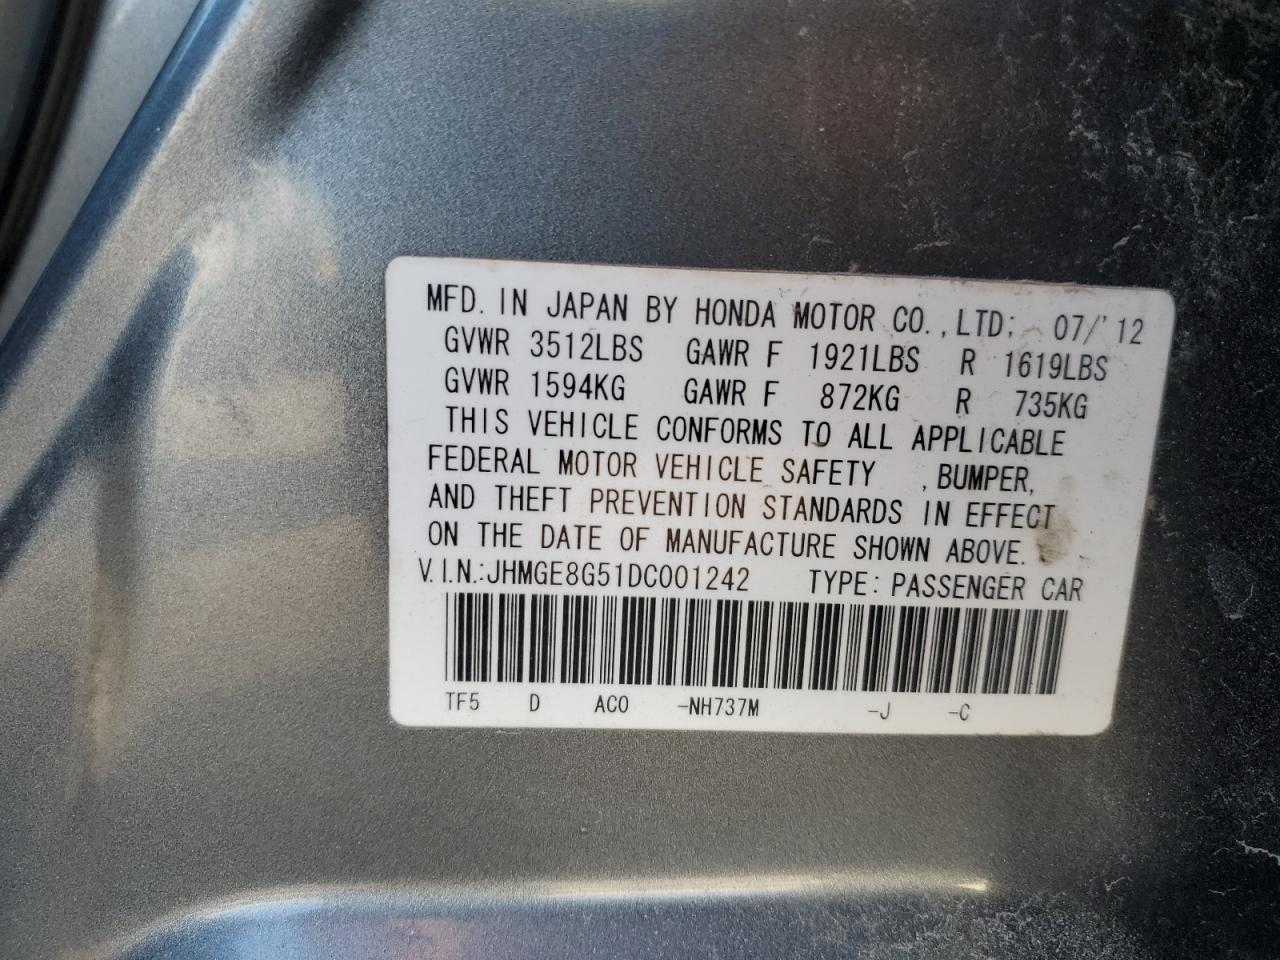 MFD. IN JAPAN BY HONDA MOTOR CO., LTD; 07/'12
GVWR 3512LBS GAWR F 1921LBS R 1619LBS
GVWR 1594KG GAWR F 872KG R 735KG
THIS VEHICLE CONFORMS TO ALL APPLICABLE
FEDERAL MOTOR VEHICLE SAFETY , BUMPER,
AND THEFT PREVENTION STANDARDS IN EFFECT
ON THE DATE OF MANUFACTURE SHOWN ABOVE.
V.I.N.:JHMGE8G51DC001242 TYPE: PASSENGER CAR
TF5 D AC0 -NH737M -J -C